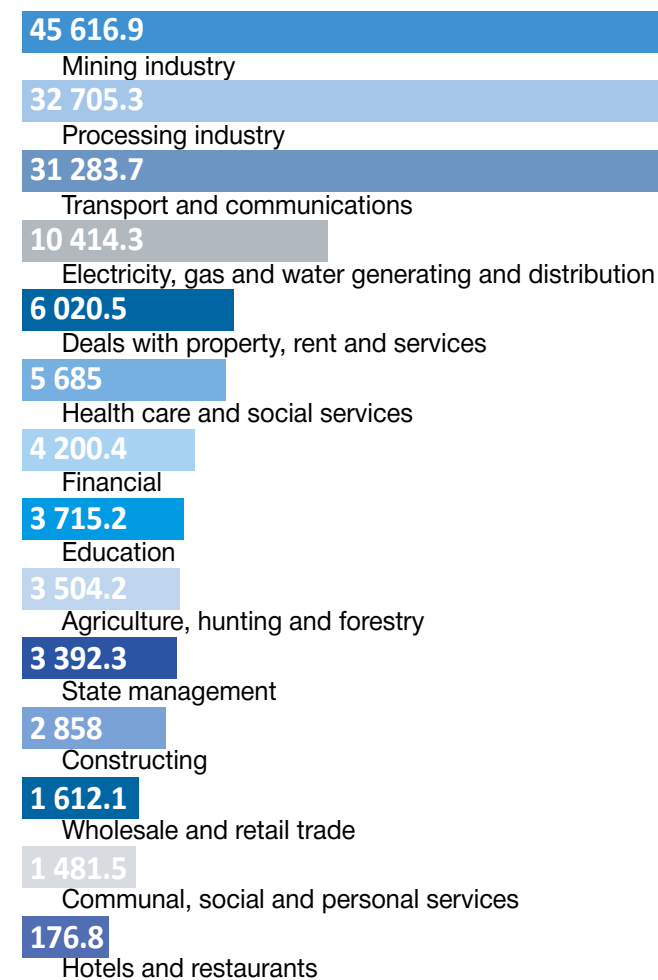 45 616.9
Mining industry
32 705.3
Processing industry
31 283.7
Transport and communications
10 414.3
Electricity, gas and water generating and distribution
6 020.5
Deals with property, rent and services
5 685
Health care and social services
4 200.4
Financial
3 715.2
Education
3 504.2
Agriculture, hunting and forestry
3 392.3
State management
2 858
Constructing
1 612.1
Wholesale and retail trade
1 481.5
Communal, social and personal services
176.8
Hotels and restaurants